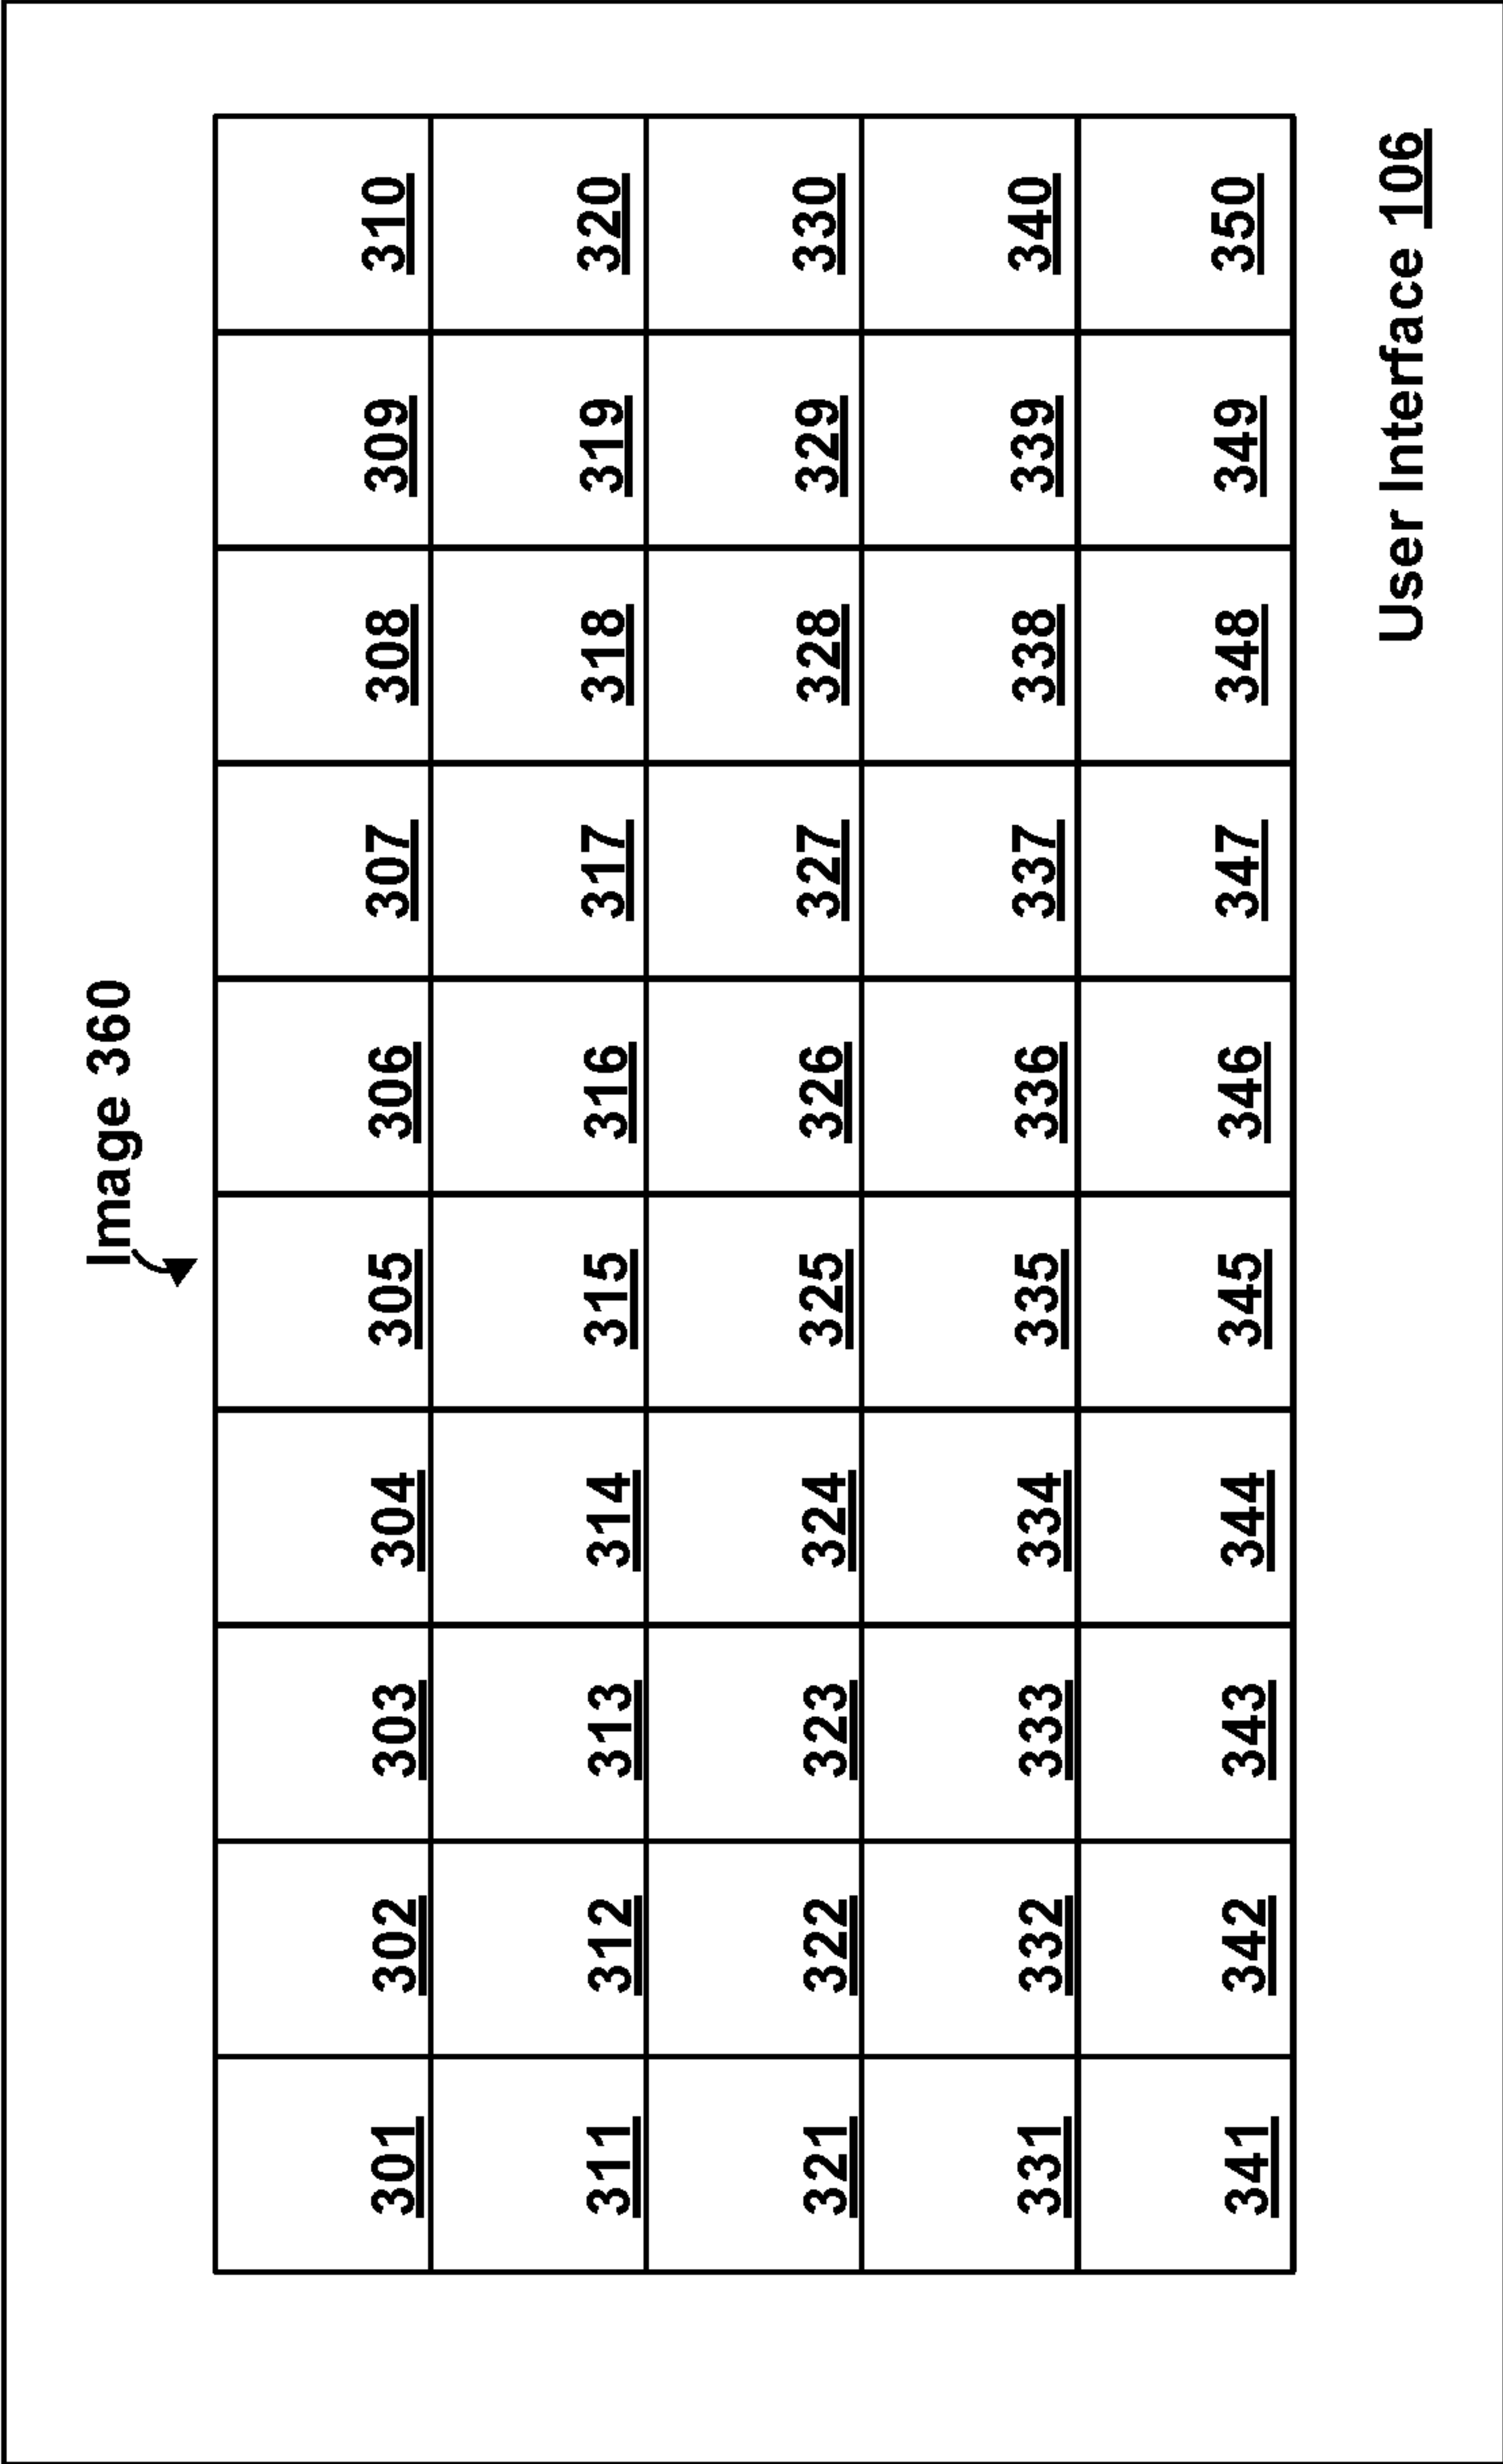 Image 360
301 302 303 304 305 306 307 308 309 310
311 312 313 314 315 316 317 318 319 320
321 322 323 324 325 326 327 328 329 330
331 332 333 334 335 336 337 338 339 340
341 342 343 344 345 346 347 348 349 350
User Interface 106